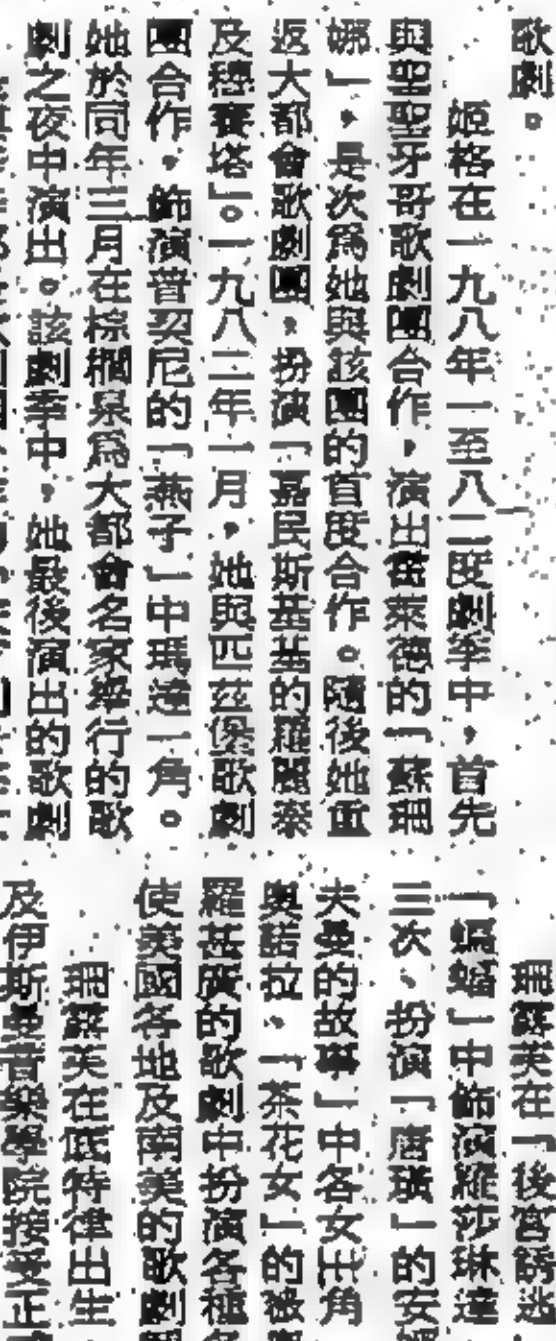 歌劇。
姬格在一九八年一至八二度劇季中,首先
與聖聖牙哥歌劇團合作,演出雷萊德的「蘇珊
娜」,是次爲她與該團的首度合作。隨後她重
返大都會歌劇團,扮演「嘉民斯基基的羅麗泰
及穗賽塔」。一九八二年一月,她與匹玆堡歌劇
團合作,飾演普契尼的「燕子」中瑪達一角。
她於同年三月在棕櫚泉爲大都會名家舉行的歌
劇之夜中演出。該劇季中,她最後演出的歌劇
珊蘇芙在「後宮誘逃
「蝙蝠」中飾演羅莎琳達
三次、扮演「唐璜」的安
夫曼的故事」中各女角
奧諾拉、「茶花女」的
羅甚廣的歌劇中扮演各種
使美國各地及南美的歌劇
珊蘇芙在底特律出生
及伊斯曼音樂學院接受正